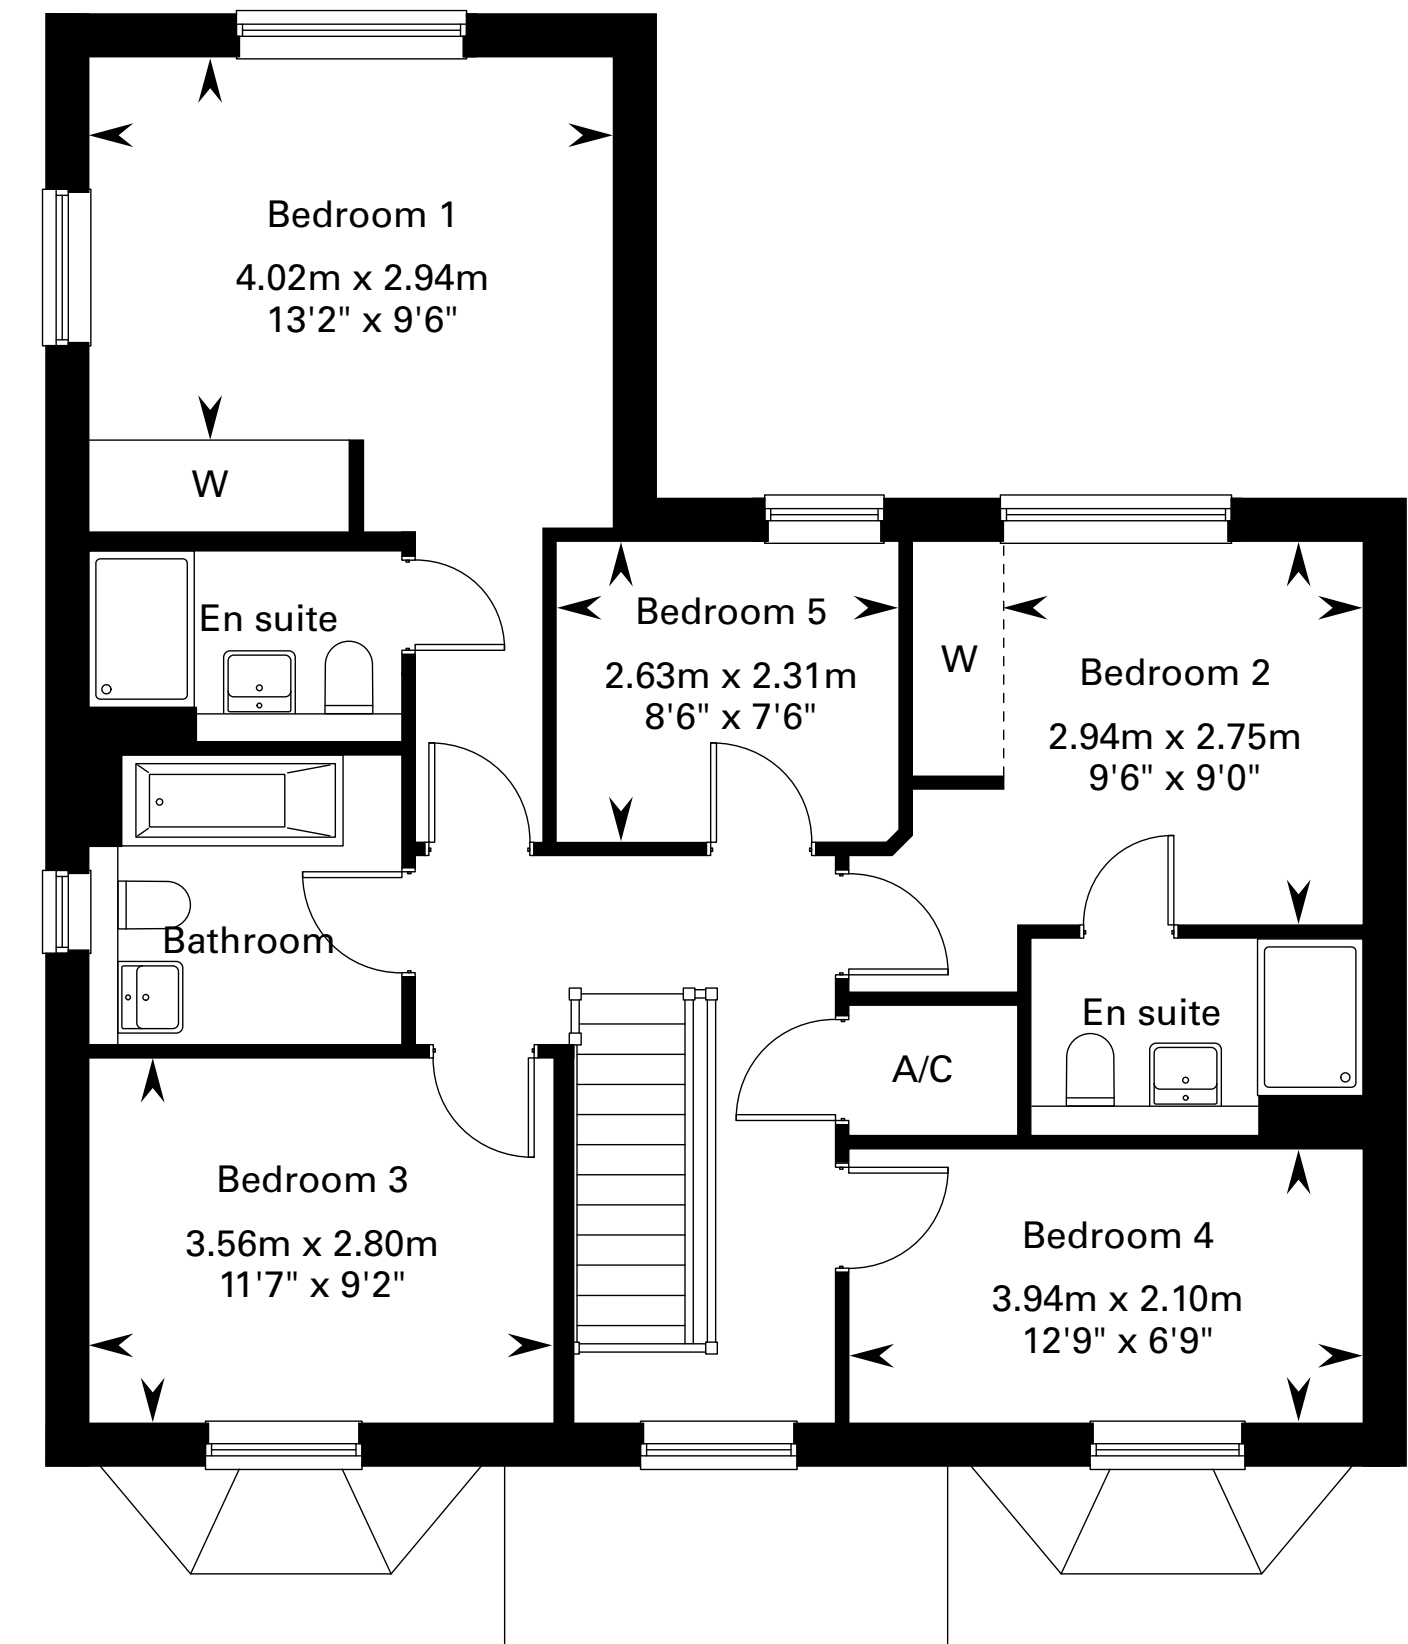 Bedroom 1
4.02m x 2.94m
13'2" x 9'6"
W
En suite
Bedroom 5
2.63m x 2.31m
8'6" x 7'6"
W
Bedroom 2
2.94m x 2.75m
9'6" x 9'0"
Bathroom
En suite
A/C
Bedroom 3
3.56m x 2.80m
11'7" x 9'2"
Bedroom 4
3.94m x 2.10m
12'9" x 6'9"